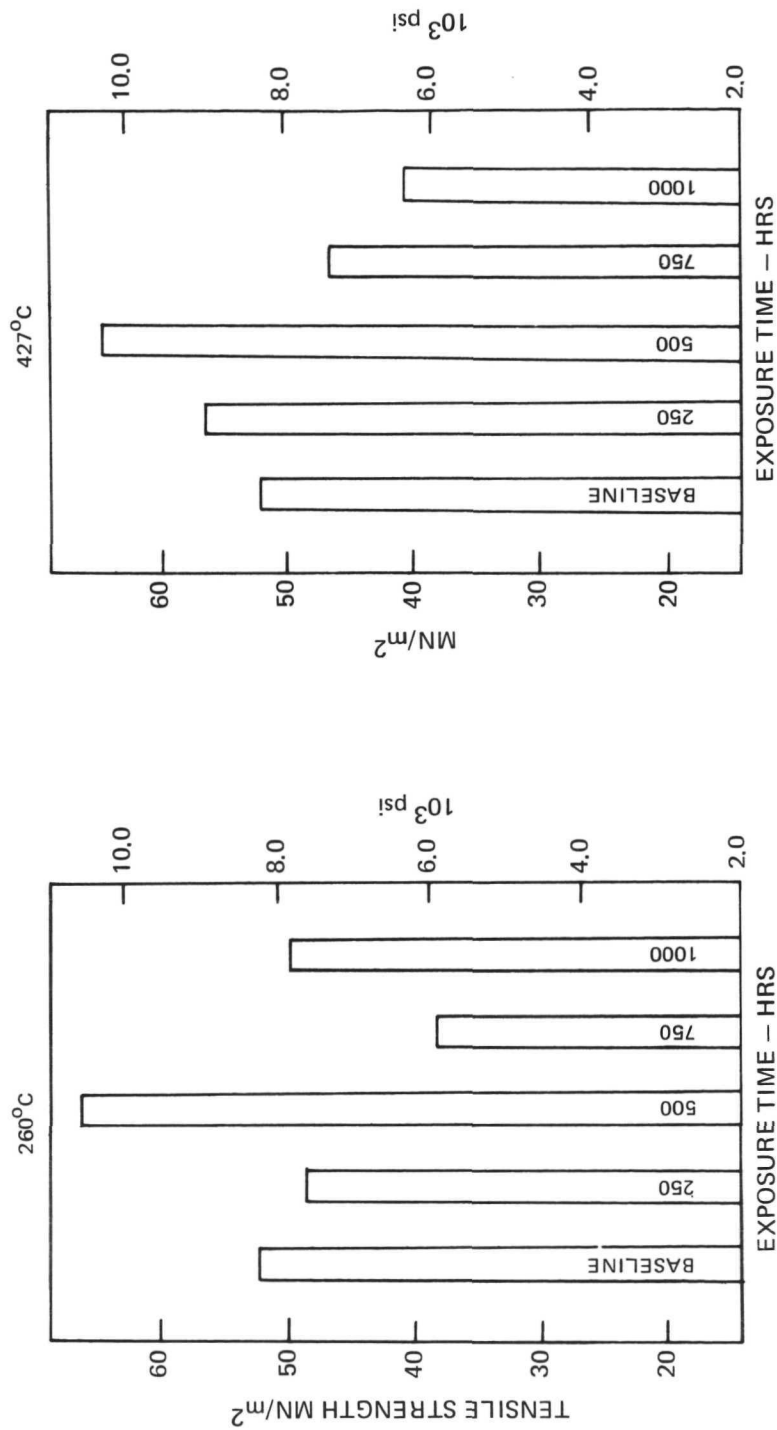 260°C
TENSILE STRENGTH MN/m²
60
50
40
30
20
10³ psi
10.0
8.0
6.0
4.0
2.0
BASELINE
250
500
750
1000
EXPOSURE TIME – HRS
427°C
MN/m²
60
50
40
30
20
10³ psi
10.0
8.0
6.0
4.0
2.0
BASELINE
250
500
750
1000
EXPOSURE TIME – HRS